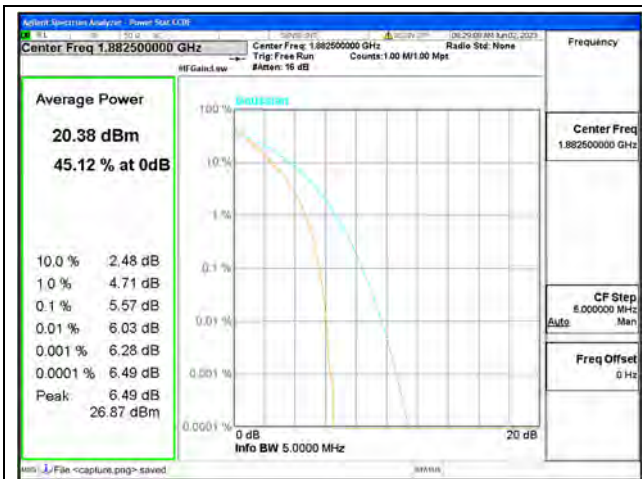 Agilent Spectrum Analyzer - Power Stat CCDF
Center Freq 1.882500000 GHz
Center Freq: 1.882500000 GHz
Radio Std: None
Trig: Free Run
Counts:1.00 M/1.00 Mpt
#IFGain:Low
#Atten: 16 dB
Frequency
Average Power
20.38 dBm
45.12 % at 0dB
10.0 % 2.48 dB
1.0 % 4.71 dB
0.1 % 5.57 dB
0.01 % 6.03 dB
0.001 % 6.28 dB
0.0001 % 6.49 dB
Peak 6.49 dB
26.87 dBm
Gaussian
100 %
10 %
1 %
0.1 %
0.01 %
0.001 %
0.0001 %
0 dB
20 dB
Info BW 5.0000 MHz
Center Freq
1.882500000 GHz
CF Step
5.000000 MHz
Auto Man
Freq Offset
0 Hz
MSG File <capture.png> saved
STATUS